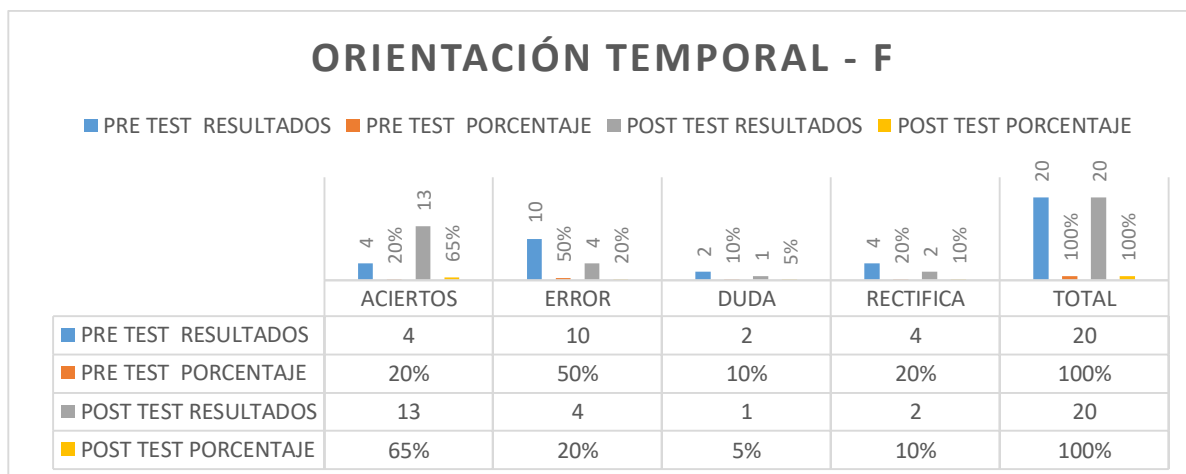 ORIENTACIÓN TEMPORAL - F
PRE TEST RESULTADOS PRE TEST PORCENTAJE POST TEST RESULTADOS POST TEST PORCENTAJE
4 20% 13 65% 10 50% 4 20% 2 10% 1 5% 4 20% 2 10% 20 100% 20 100%
ACIERTOS ERROR DUDA RECTIFICA TOTAL
PRE TEST RESULTADOS 4 10 2 4 20
PRE TEST PORCENTAJE 20% 50% 10% 20% 100%
POST TEST RESULTADOS 13 4 1 2 20
POST TEST PORCENTAJE 65% 20% 5% 10% 100%